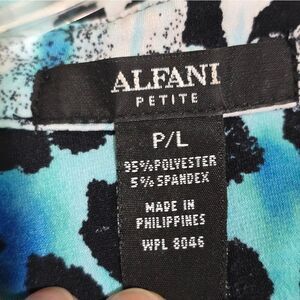 ALFANI
PETITE
P/L
95%POLYESTER
5% SPANDEX
MADE IN
PHILIPPINES
WPL 8046